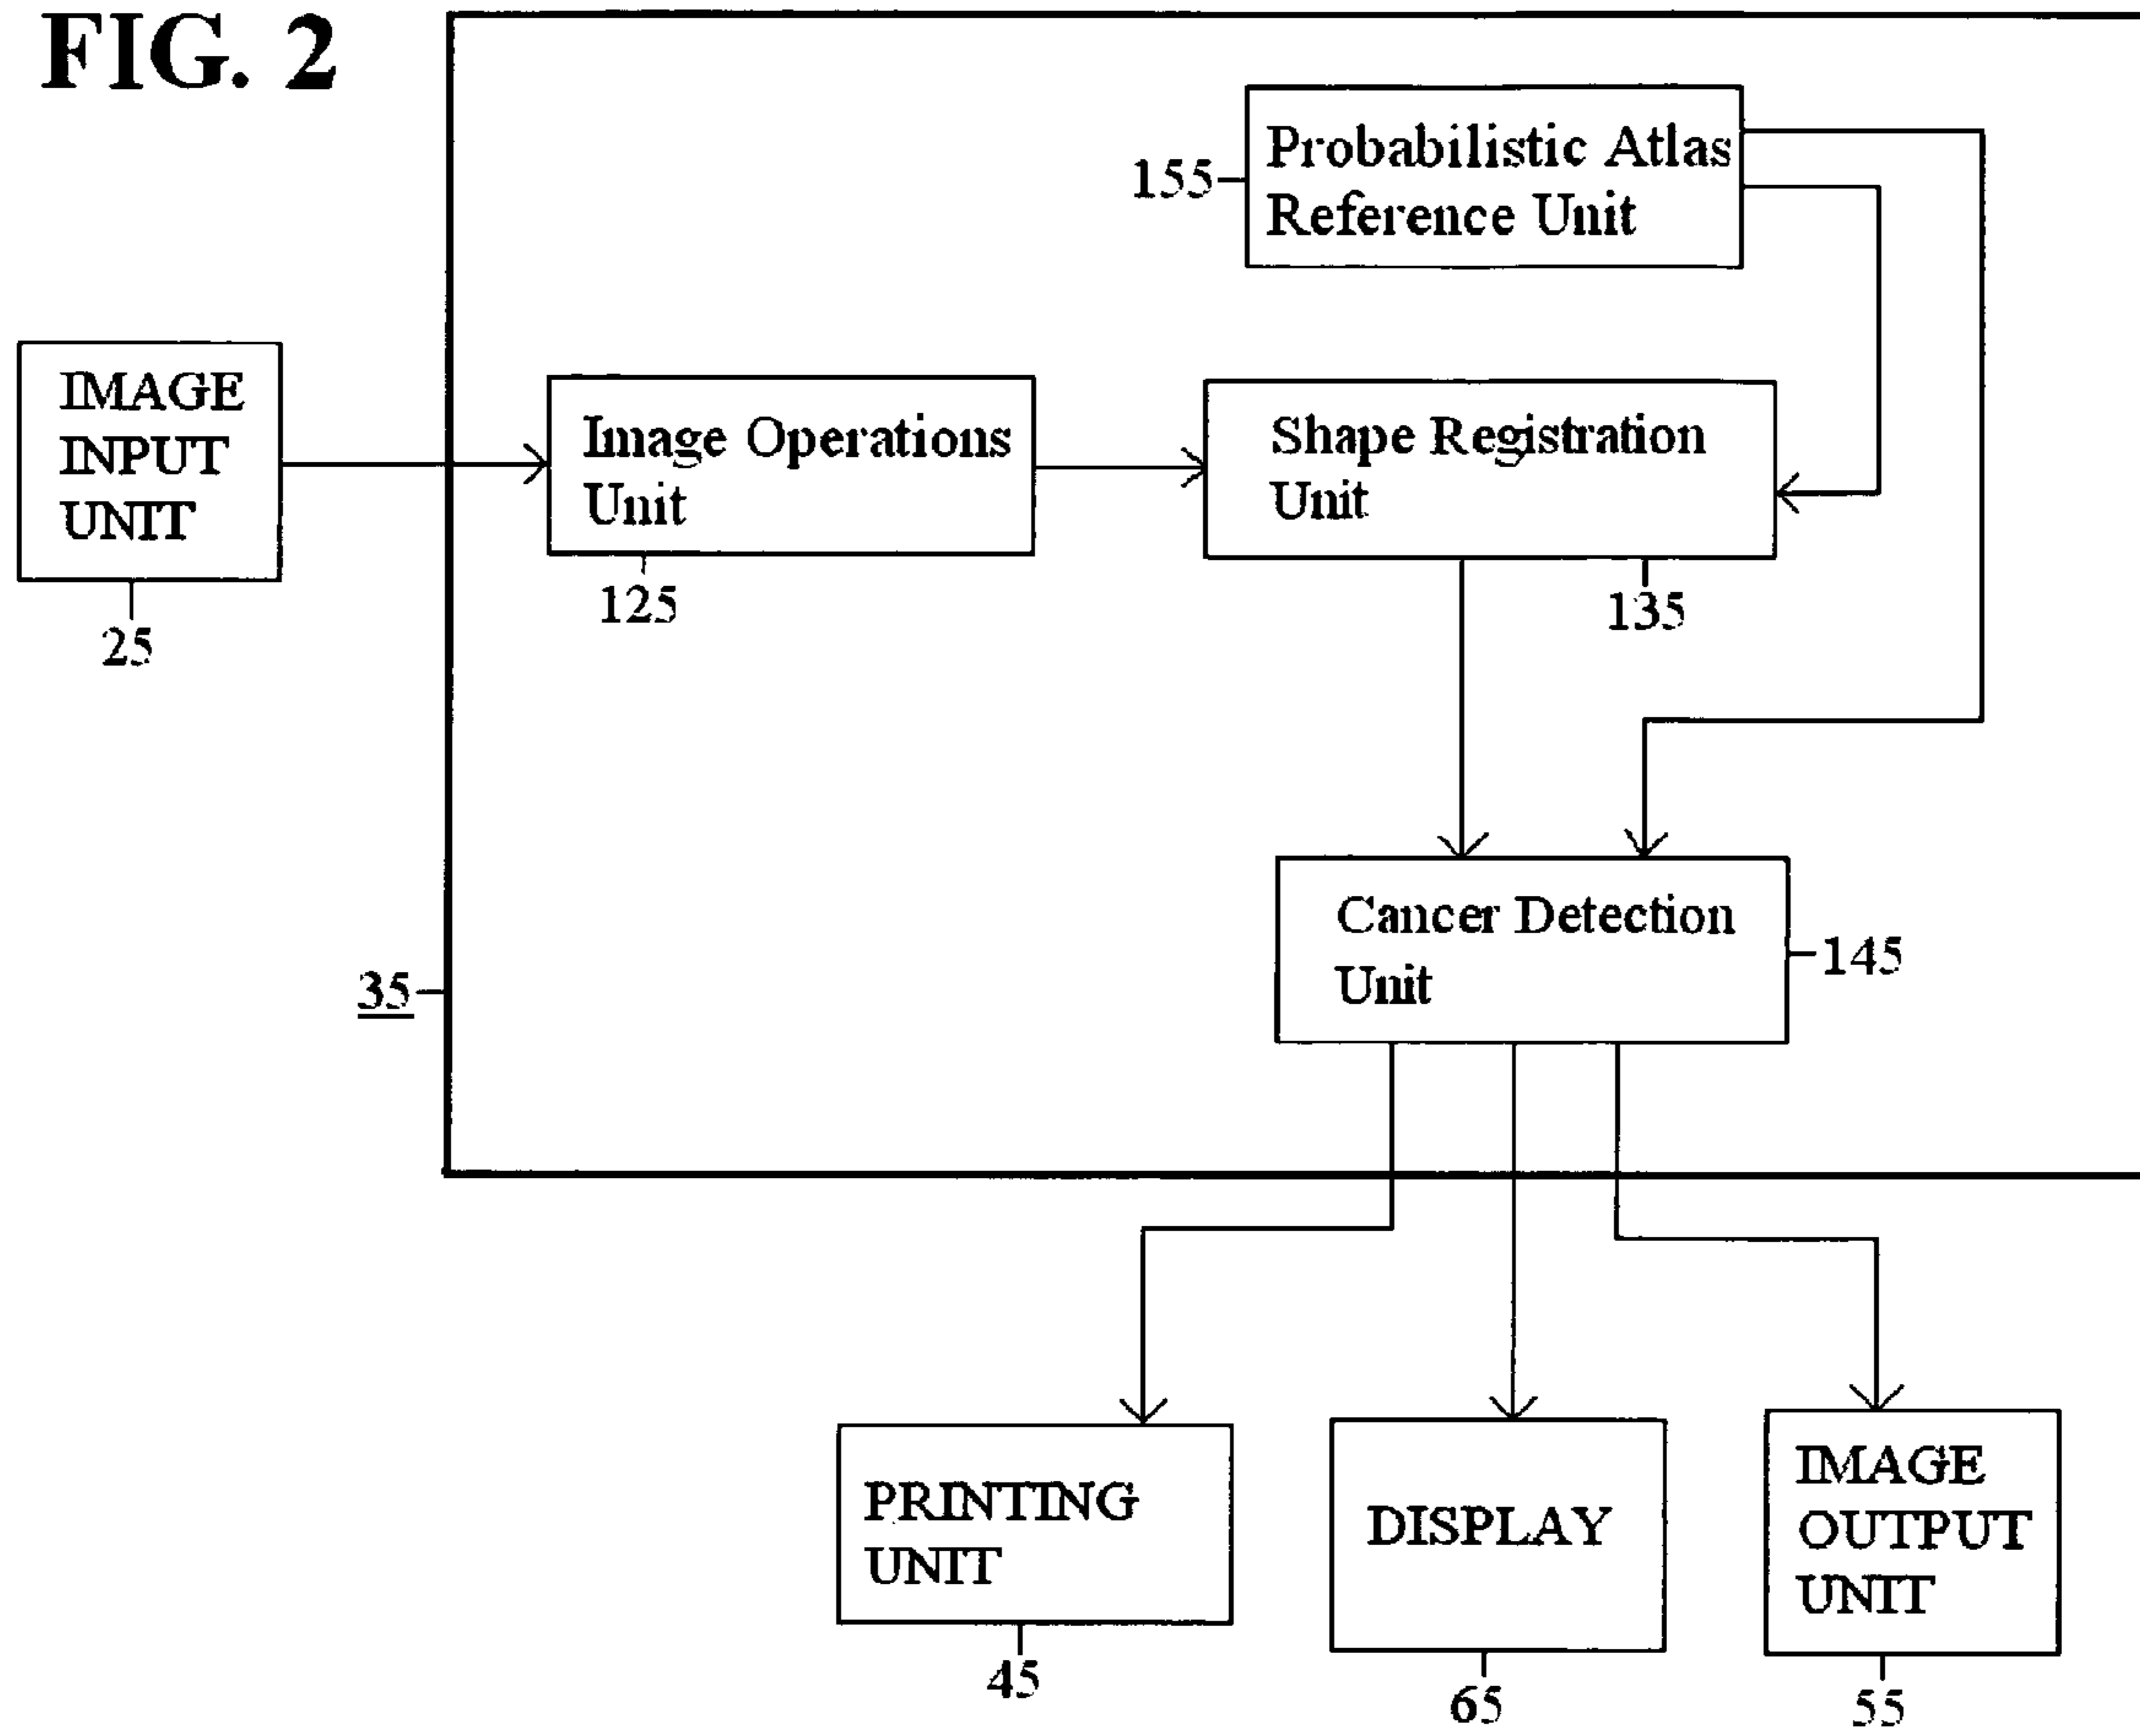 FIG. 2
Probabilistic Atlas
Reference Unit
155
IMAGE
INPUT
UNIT
25
Image Operations
Unit
125
Shape Registration
Unit
135
Cancer Detection
Unit
145
35
PRINTING
UNIT
45
DISPLAY
65
IMAGE
OUTPUT
UNIT
55